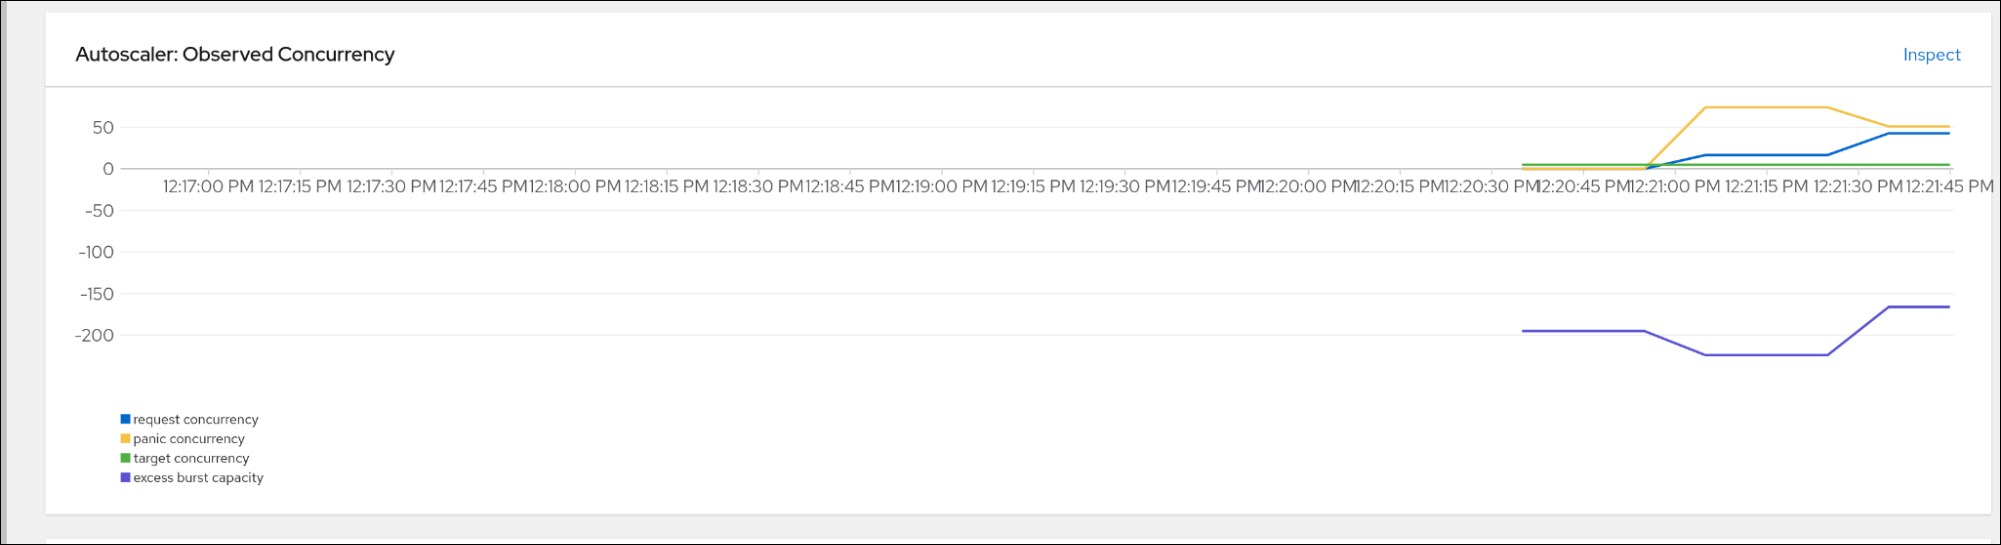 Autoscaler: Observed Concurrency
Inspect
50
0
12:17:00 PM 12:17:15 PM 12:17:30 PM 12:17:45 PM 12:18:00 PM 12:18:15 PM 12:18:30 PM 12:18:45 PM 12:19:00 PM 12:19:15 PM 12:19:30 PM 12:19:45 PM 12:20:00 PM 12:20:15 PM 12:20:30 PM 12:20:45 PM 12:21:00 PM 12:21:15 PM 12:21:30 PM 12:21:45 PM
-50
-100
-150
-200
request concurrency
panic concurrency
target concurrency
excess burst capacity